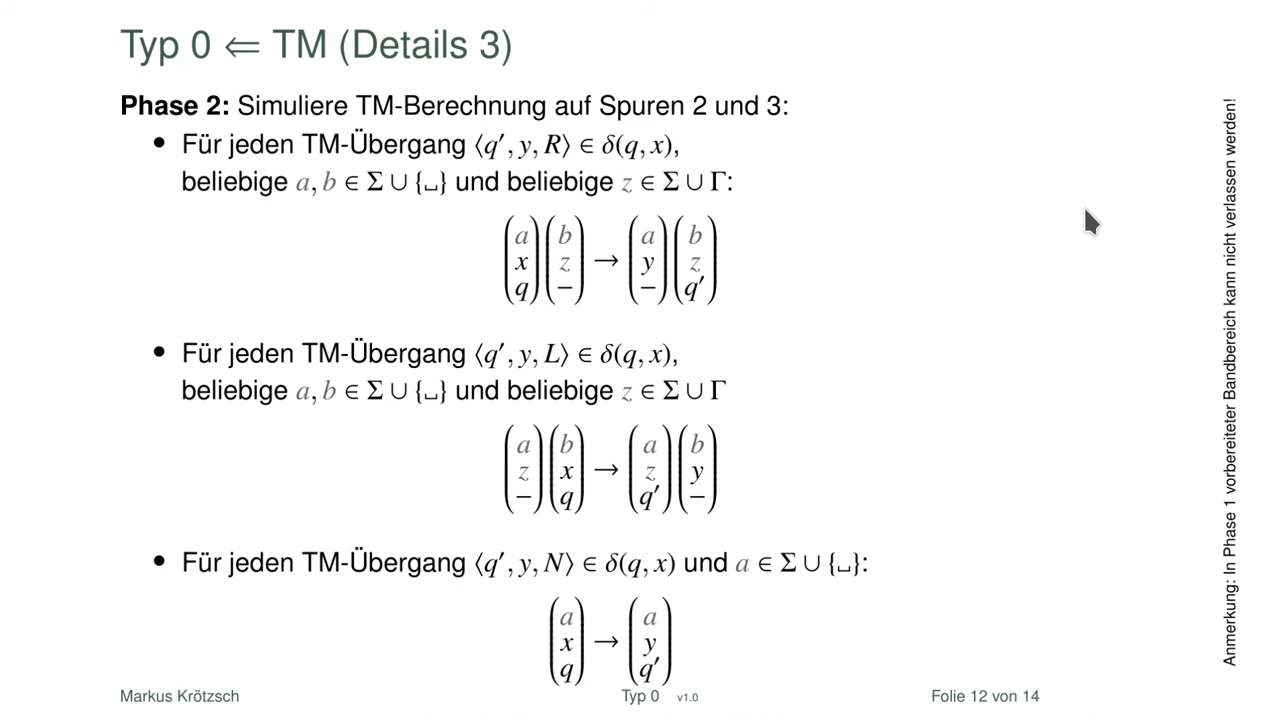 Typ 0 ⇐ TM (Details 3)
Phase 2: Simuliere TM-Berechnung auf Spuren 2 und 3:
• Für jeden TM-Übergang ⟨q′, y, R⟩ ∈ δ(q, x),
beliebige a, b ∈ Σ ∪ {␣} und beliebige z ∈ Σ ∪ Γ:
(a x q) (b z −) → (a y −) (b z q′)
• Für jeden TM-Übergang ⟨q′, y, L⟩ ∈ δ(q, x),
beliebige a, b ∈ Σ ∪ {␣} und beliebige z ∈ Σ ∪ Γ
(a z −) (b x q) → (a z q′) (b y −)
• Für jeden TM-Übergang ⟨q′, y, N⟩ ∈ δ(q, x) und a ∈ Σ ∪ {␣}:
(a x q) → (a y q′)
Anmerkung: In Phase 1 vorbereiteter Bandbereich kann nicht verlassen werden!
Markus Krötzsch Typ 0 v1.0 Folie 12 von 14